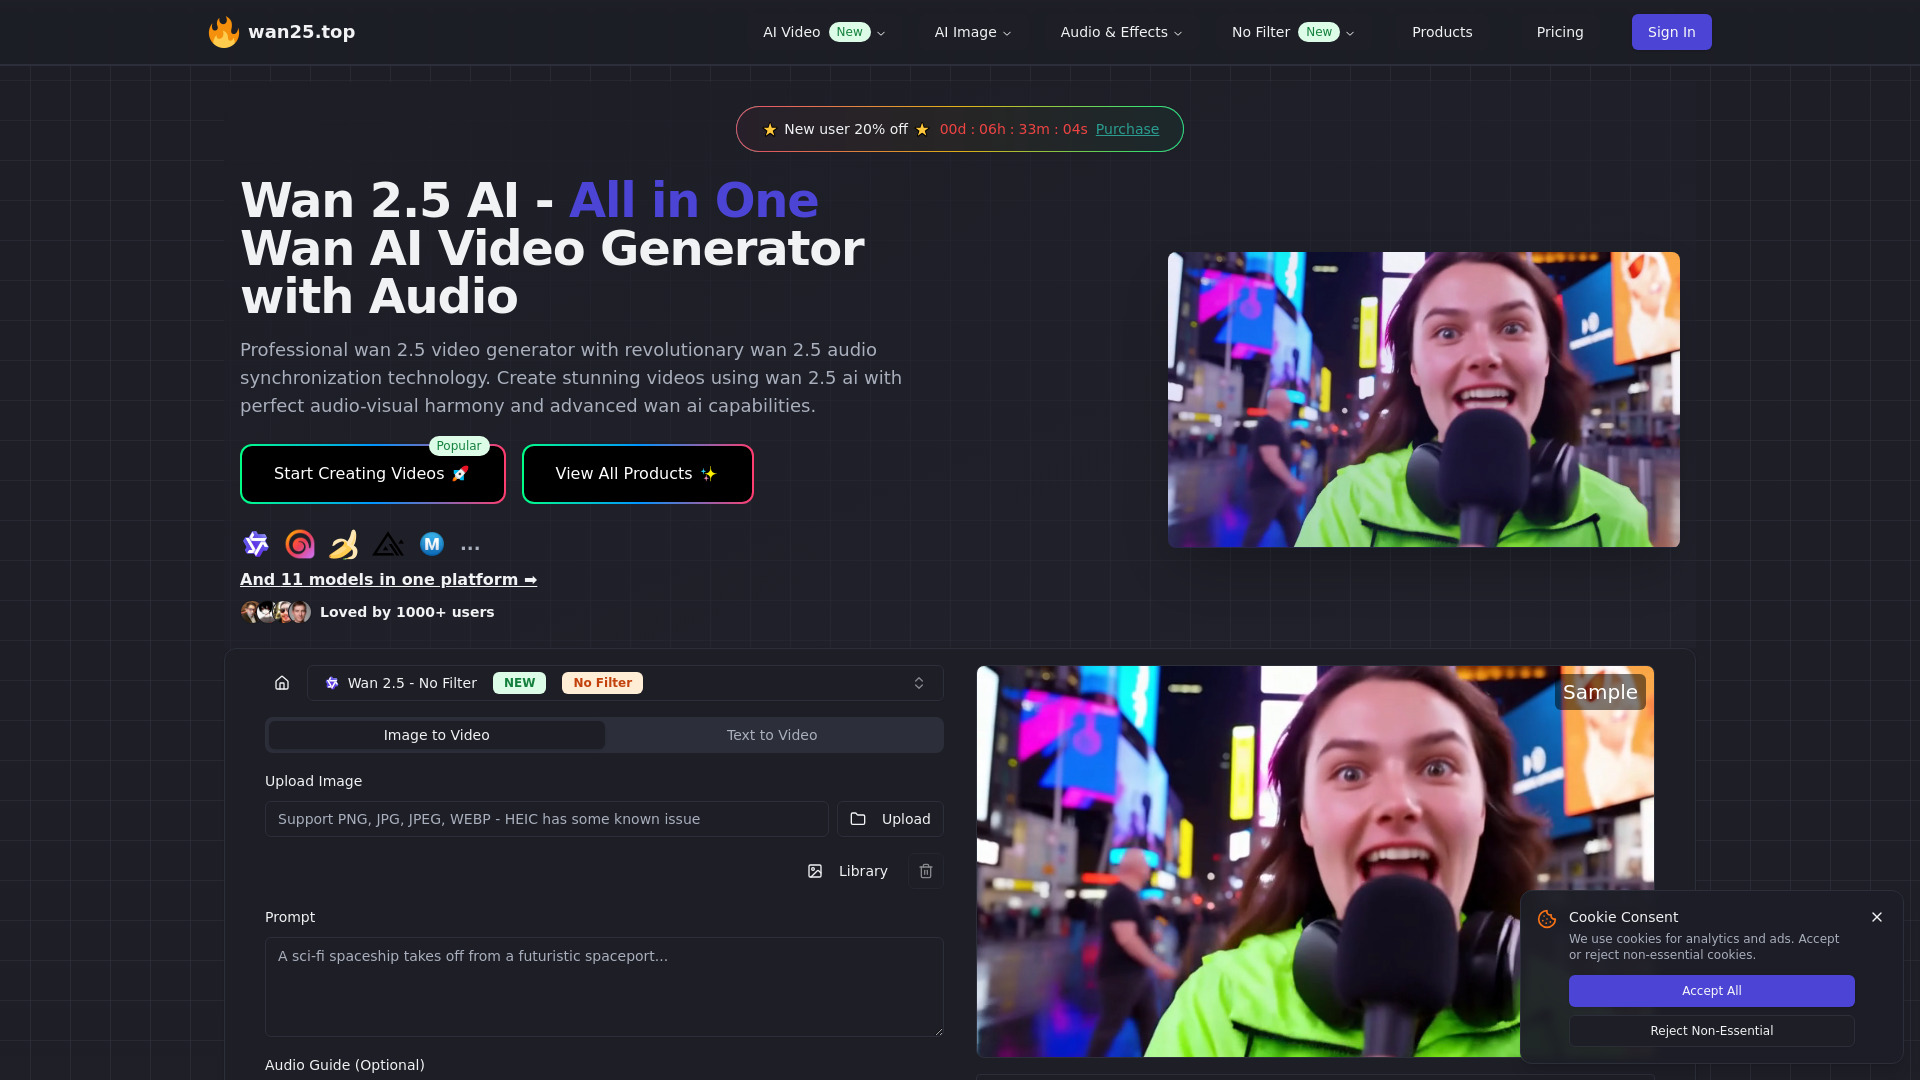 wan25.top
AI Video New
AI Image
Audio & Effects
No Filter New
Products
Pricing
Sign In
⭐ New user 20% off ⭐ 00d : 06h : 33m : 04s Purchase
Wan 2.5 AI - All in One
Wan AI Video Generator
with Audio
Professional wan 2.5 video generator with revolutionary wan 2.5 audio
synchronization technology. Create stunning videos using wan 2.5 ai with
perfect audio-visual harmony and advanced wan ai capabilities.
Popular
Start Creating Videos 🚀
View All Products ✨
M
...
And 11 models in one platform ➡
Loved by 1000+ users
Wan 2.5 - No Filter NEW No Filter
Image to Video
Text to Video
Upload Image
Support PNG, JPG, JPEG, WEBP - HEIC has some known issue
Upload
Library
Prompt
A sci-fi spaceship takes off from a futuristic spaceport...
Audio Guide (Optional)
Sample
Cookie Consent
We use cookies for analytics and ads. Accept
or reject non-essential cookies.
Accept All
Reject Non-Essential